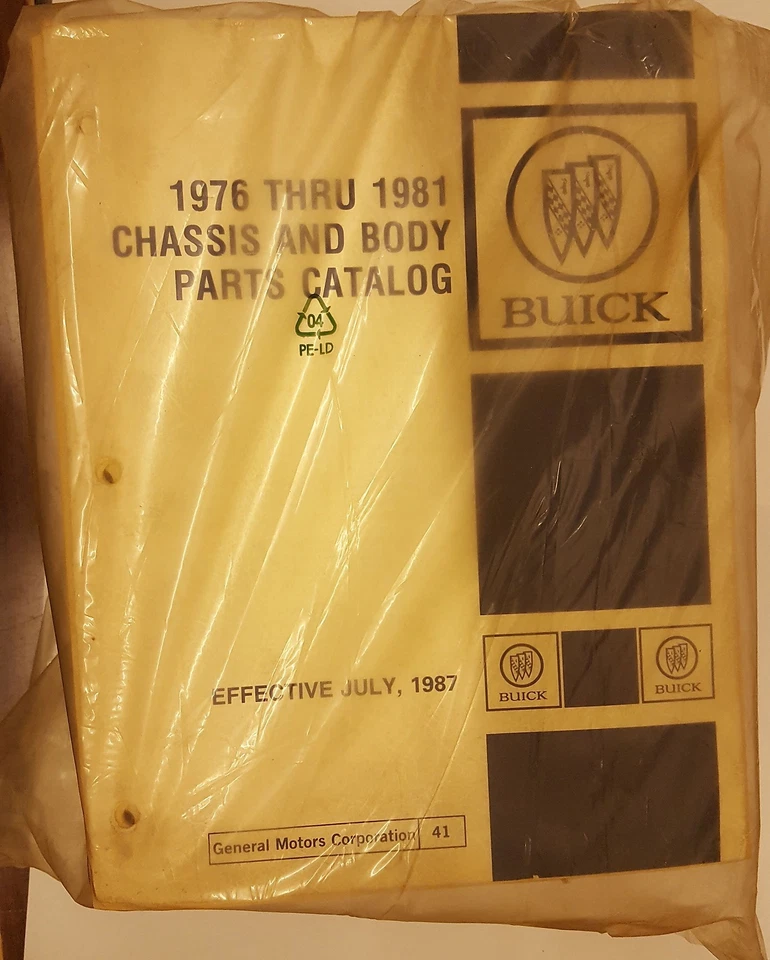 1976 THRU 1981
CHASSIS AND BODY
PARTS CATALOG
04
PE-LD
BUICK
EFFECTIVE JULY, 1987
BUICK
BUICK
General Motors Corporation 41